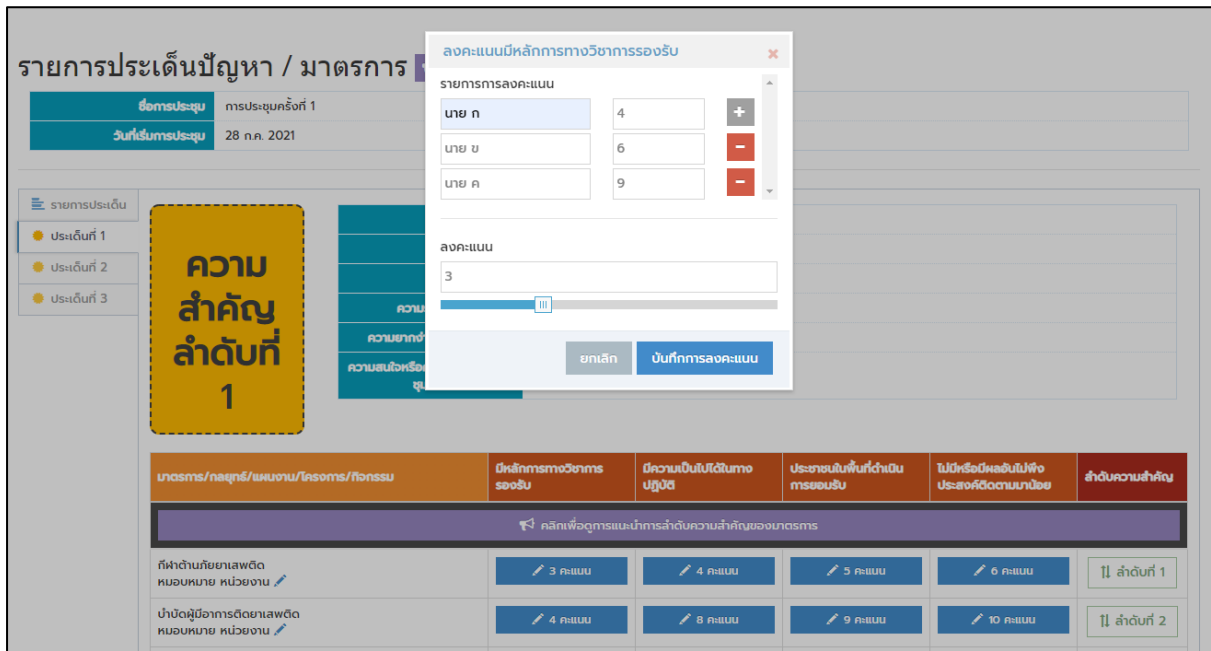 รายการประเด็นปัญหา / มาตรการ
ชื่อการประชุม การประชุมครั้งที่ 1
วันที่เริ่มการประชุม 28 ก.ค. 2021
ลงคะแนนมีหลักการทางวิชาการรองรับ
รายการการลงคะแนน
นาย ก 4
นาย ข 6
นาย ค 9
ลงคะแนน
3
ยกเลิก บันทึกการลงคะแนน
รายการประเด็น
ประเด็นที่ 1
ประเด็นที่ 2
ประเด็นที่ 3
ความ
สำคัญ
ลำดับที่
1
มาตรการ/กลยุทธ์/แผนงาน/โครงการ/กิจกรรม
มีหลักการทางวิชาการ
รองรับ
มีความเป็นไปได้ในทาง
ปฏิบัติ
ประชาชนในพื้นที่ดำเนิน
การยอมรับ
ไม่มีหรือมีผลอันไม่พึง
ประสงค์ติดตามมาน้อย
ลำดับความสำคัญ
คลิกเพื่อดูการแนะนำการลำดับความสำคัญของมาตรการ
กีฬาต้านภัยยาเสพติด
หมอบหมาย หน่วยงาน
3 คะแนน 4 คะแนน 5 คะแนน 6 คะแนน ลำดับที่ 1
บำบัดผู้มีอาการติดยาเสพติด
หมอบหมาย หน่วยงาน
4 คะแนน 8 คะแนน 9 คะแนน 10 คะแนน ลำดับที่ 2